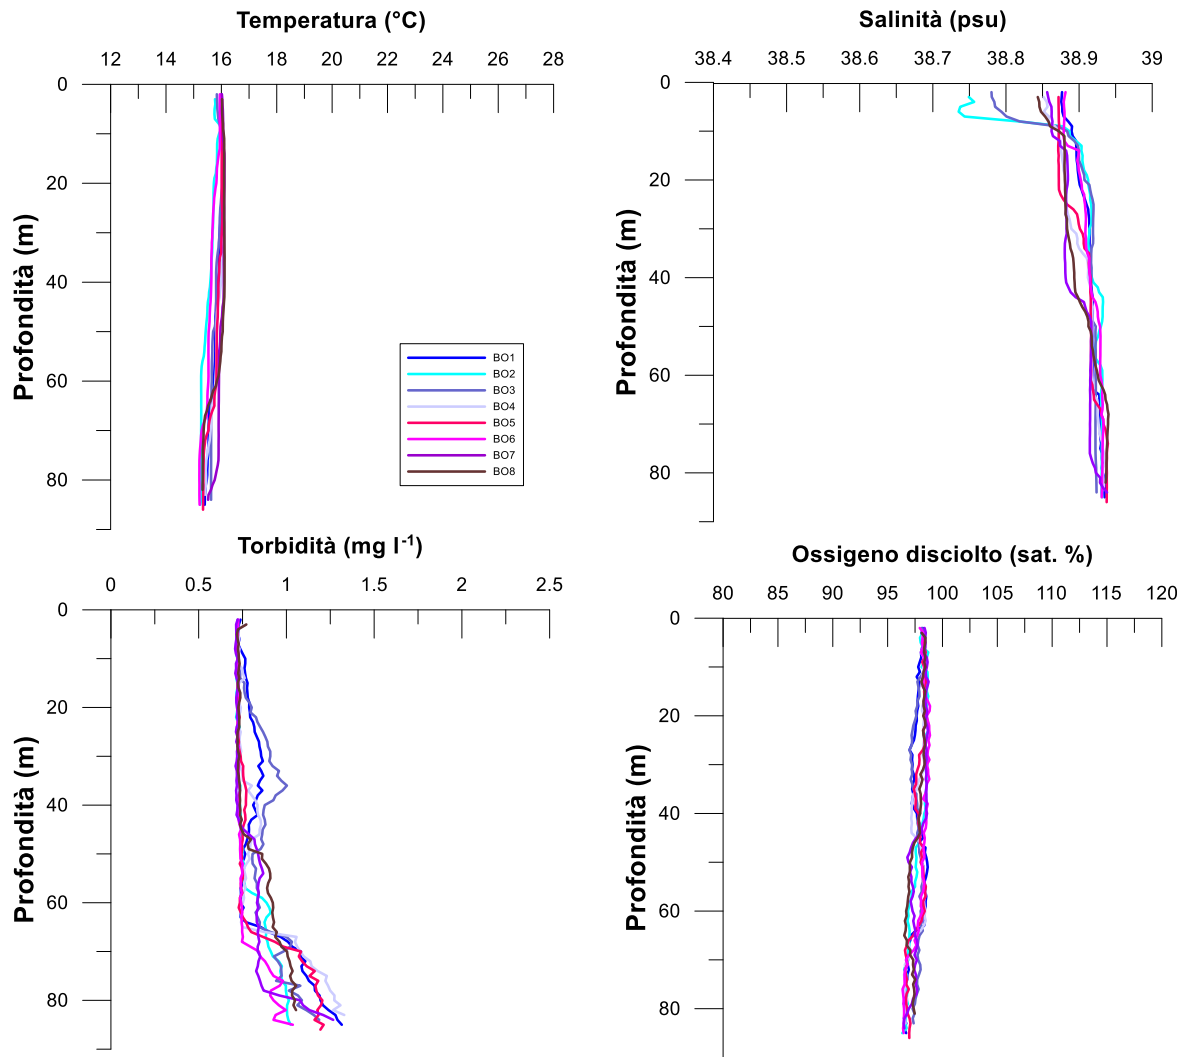 Temperatura (°C)
12 14 16 18 20 22 24 26 28
0
20
40
60
80
Profondità (m)
BO1
BO2
BO3
BO4
BO5
BO6
BO7
BO8
Salinità (psu)
38.4 38.5 38.6 38.7 38.8 38.9 39
0
20
40
60
80
Profondità (m)
Torbidità (mg l-1)
0 0.5 1 1.5 2 2.5
0
20
40
60
80
Profondità (m)
Ossigeno disciolto (sat. %)
80 85 90 95 100 105 110 115 120
0
20
40
60
80
Profondità (m)